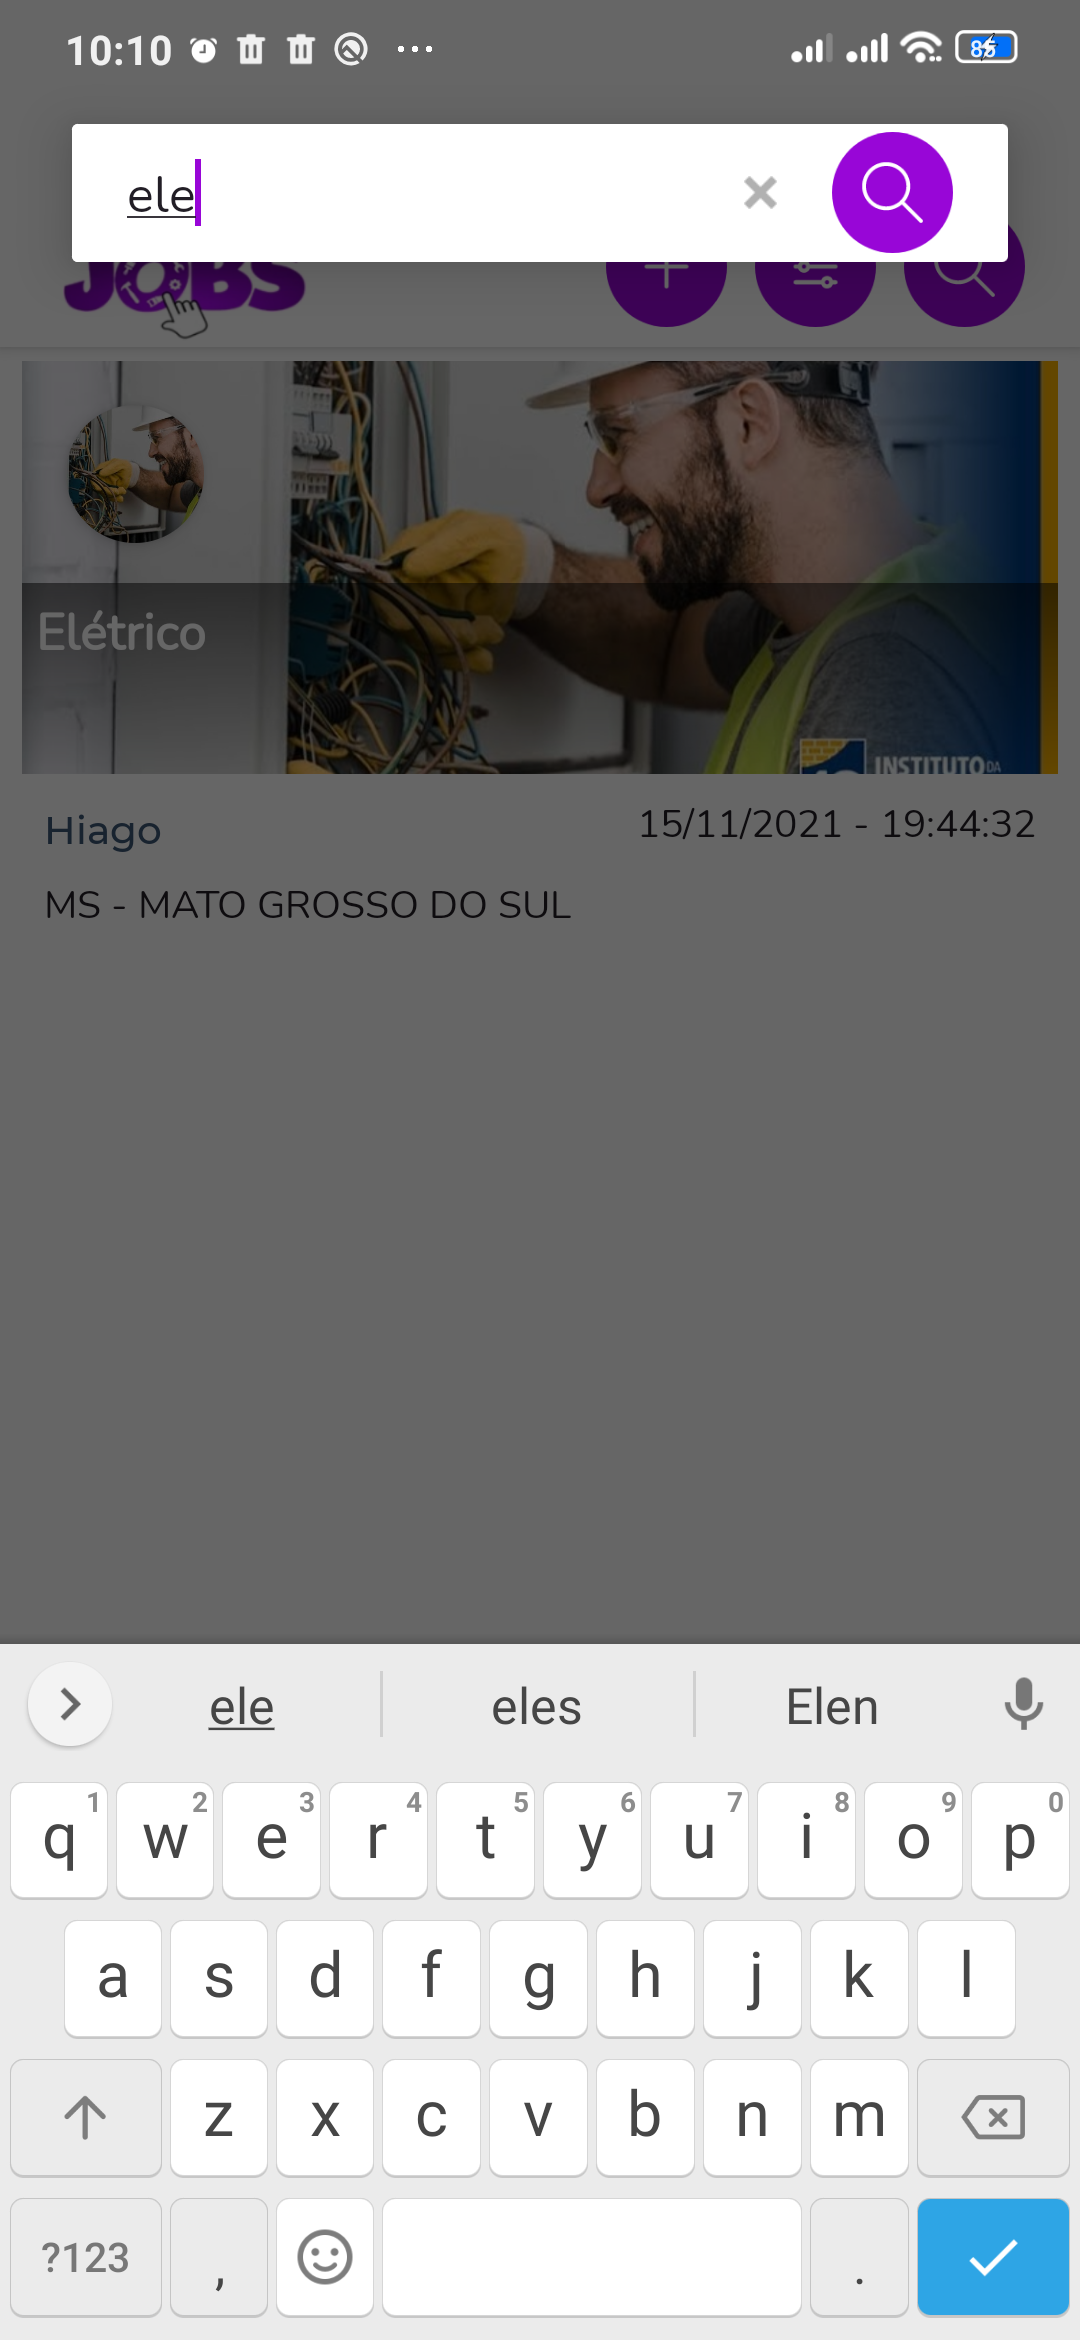 10:10 85
ele
JOBS
Elétrico
INSTITUTO DA
Hiago 15/11/2021 - 19:44:32
MS - MATO GROSSO DO SUL
ele eles Elen
1 2 3 4 5 6 7 8 9 0
q w e r t y u i o p
a s d f g h j k l
z x c v b n m
?123 , .